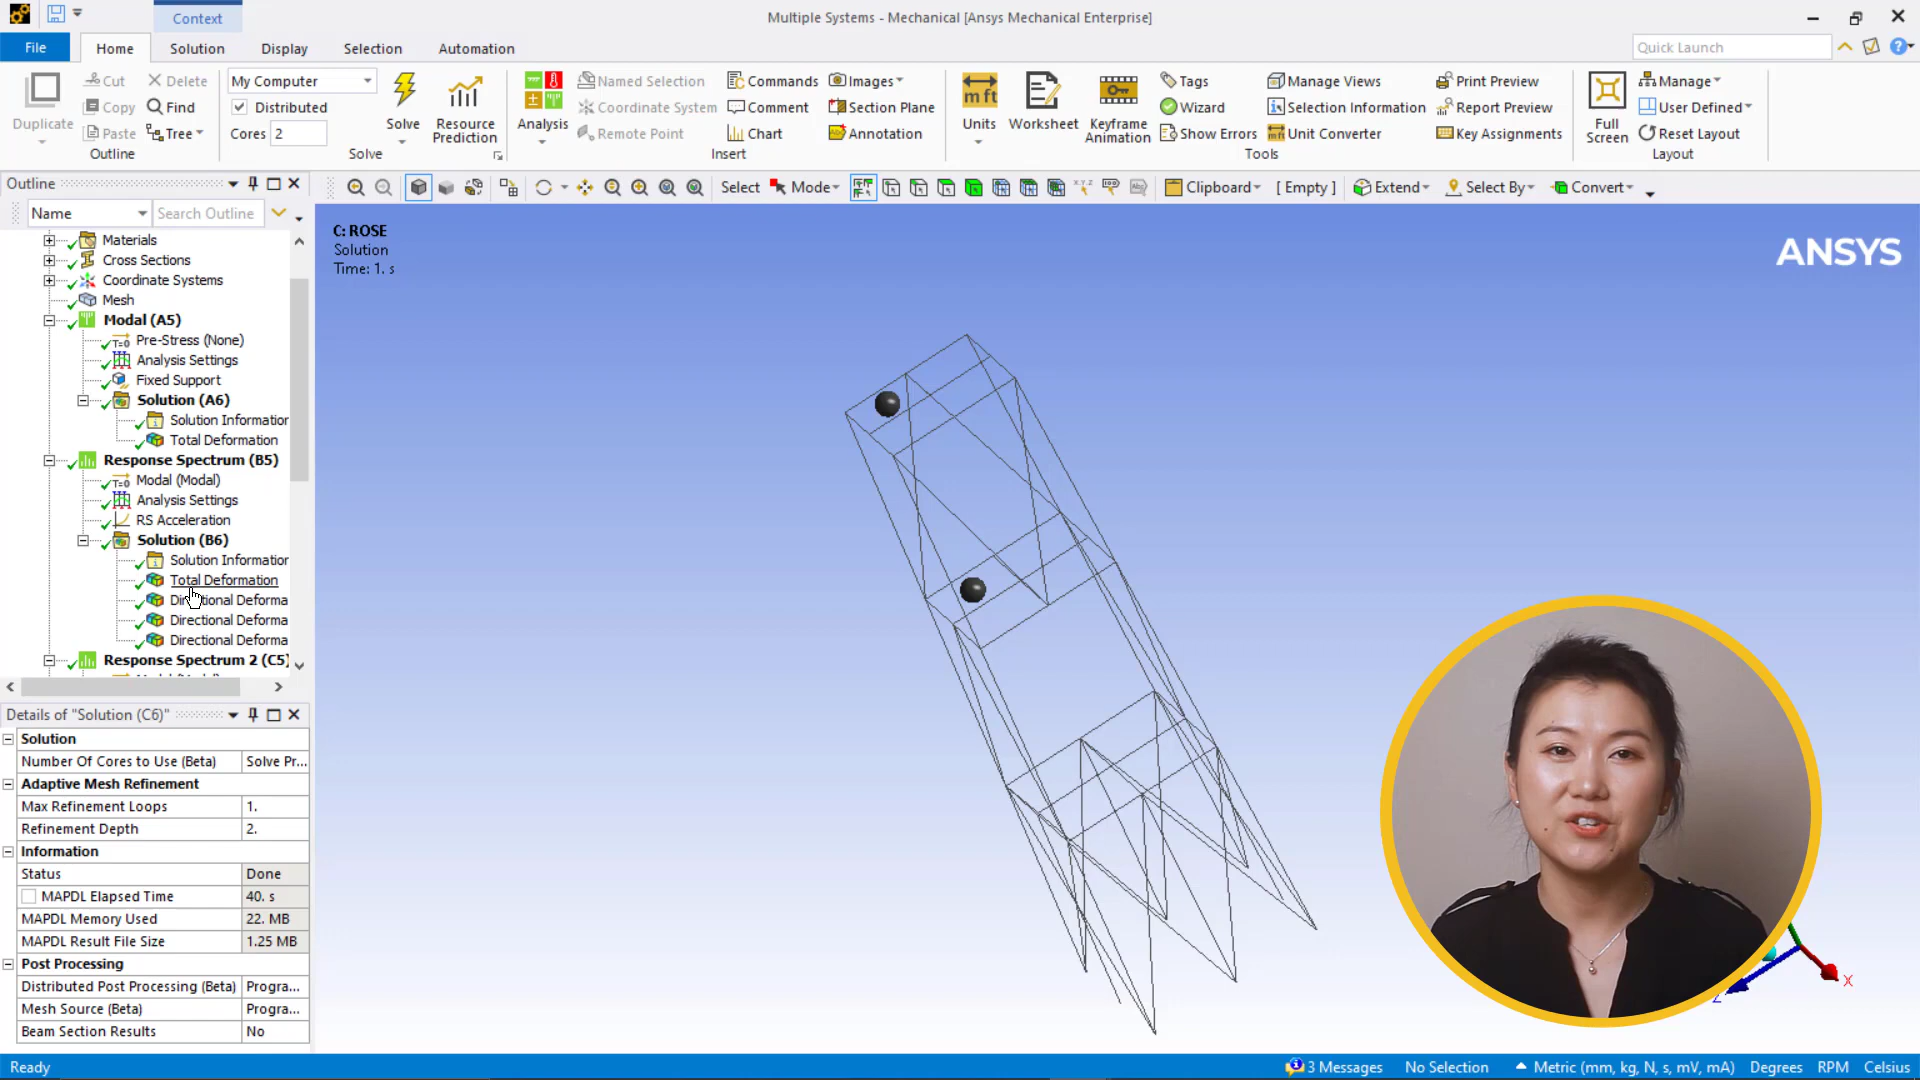 Context
Multiple Systems - Mechanical [Ansys Mechanical Enterprise]
File
Home
Solution
Display
Selection
Automation
Quick Launch
Duplicate
Cut
Copy
Paste
Delete
Find
Tree
Outline
My Computer
Distributed
Cores 2
Solve
Resource Prediction
Solve
Analysis
Named Selection
Coordinate System
Remote Point
Commands
Comment
Chart
Images
Section Plane
Annotation
Insert
Units
Worksheet
Keyframe Animation
Tags
Wizard
Show Errors
Manage Views
Selection Information
Unit Converter
Print Preview
Report Preview
Key Assignments
Tools
Full Screen
Manage
User Defined
Reset Layout
Layout
Outline
Name
Search Outline
Select
Mode
Clipboard
[ Empty ]
Extend
Select By
Convert
Materials
Cross Sections
Coordinate Systems
Mesh
Modal (A5)
Pre-Stress (None)
Analysis Settings
Fixed Support
Solution (A6)
Solution Information
Total Deformation
Response Spectrum (B5)
Modal (Modal)
Analysis Settings
RS Acceleration
Solution (B6)
Solution Information
Total Deformation
Directional Deforma
Directional Deforma
Directional Deforma
Response Spectrum 2 (C5)
C: ROSE
Solution
Time: 1. s
ANSYS
X
Z
Details of "Solution (C6)"
Solution
Number Of Cores to Use (Beta) Solve Pr...
Adaptive Mesh Refinement
Max Refinement Loops 1.
Refinement Depth 2.
Information
Status Done
MAPDL Elapsed Time 40. s
MAPDL Memory Used 22. MB
MAPDL Result File Size 1.25 MB
Post Processing
Distributed Post Processing (Beta) Progra...
Mesh Source (Beta) Progra...
Beam Section Results No
Ready
3 Messages
No Selection
Metric (mm, kg, N, s, mV, mA)
Degrees
RPM
Celsius